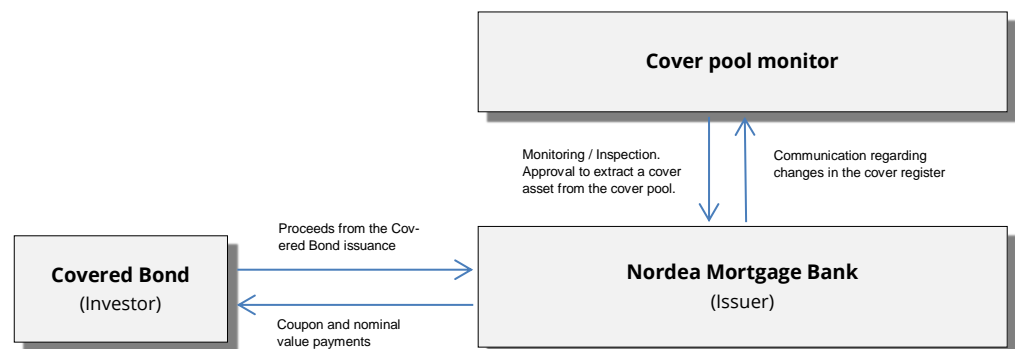 Cover pool monitor
Monitoring / Inspection.
Approval to extract a cover
asset from the cover pool.
Communication regarding
changes in the cover register
Proceeds from the Cov-
ered Bond issuance
Covered Bond
(Investor)
Nordea Mortgage Bank
(Issuer)
Coupon and nominal
value payments